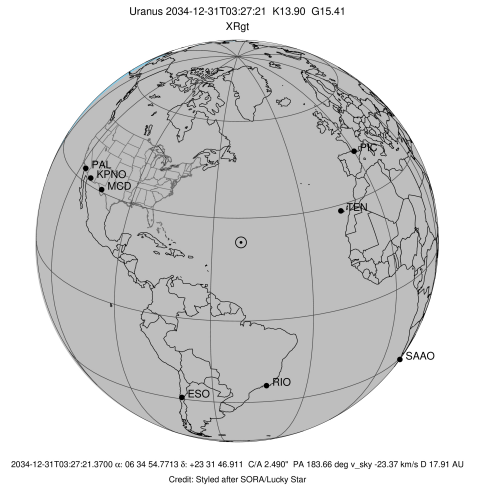 Uranus 2034-12-31T03:27:21 K13.90 G15.41
XRgt
PIC
PAL
KPNO
MCD
TEN
SAAO
RIO
ESO
2034-12-31T03:27:21.3700 α: 06 34 54.7713 δ: +23 31 46.911 C/A 2.490" PA 183.66 deg v_sky -23.37 km/s D 17.91 AU
Credit: Styled after SORA/Lucky Star